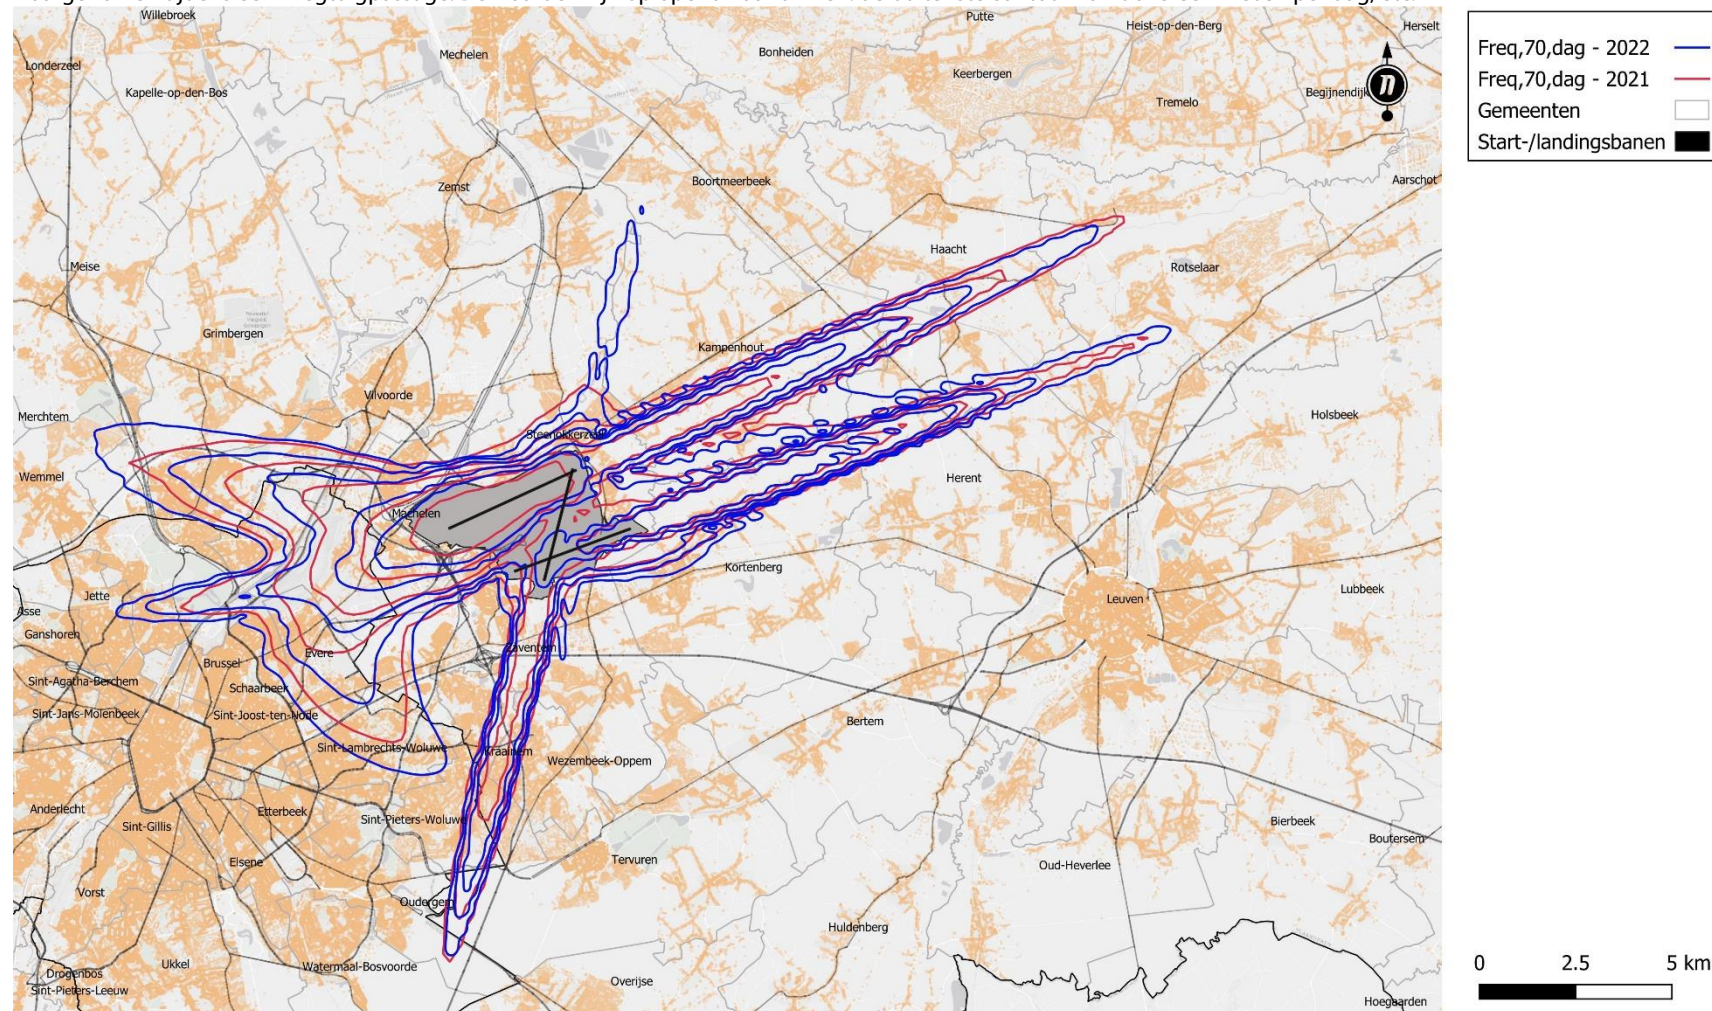 Willebroek
Putte
Heist-op-den-Berg
Herselt
Londerzeel
Mechelen
Bonheiden
Keerbergen
Kapelle-op-den-Bos
Tremelo
Begijnendijk
Zemst
Boortmeerbeek
Aarschot
Meise
Haacht
Rotselaar
Grimbergen
Kampenhout
Vilvoorde
Merchtem
Holsbeek
Steenokkerzeel
Wemmel
Herent
Machelen
Kortenberg
Jette
Asse
Leuven
Lubbeek
Ganshoren
Evere
Zaventem
Brussel
Sint-Agatha-Berchem
Schaarbeek
Sint-Jans-Molenbeek
Sint-Joost-ten-Node
Bertem
Sint-Lambrechts-Woluwe
Kraainem
Wezembeek-Oppem
Anderlecht
Etterbeek
Sint-Gillis
Sint-Pieters-Woluwe
Bierbeek
Boutersem
Elsene
Tervuren
Oud-Heverlee
Vorst
Oudergem
Huldenberg
Ukkel
Watermaal-Bosvoorde
Drogenbos
Overijse
Sint-Pieters-Leeuw
Hoegaarden
n
Freq,70,dag - 2022
Freq,70,dag - 2021
Gemeenten
Start-/landingsbanen
0 2.5 5 km